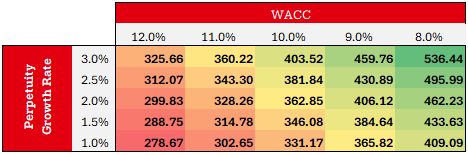 WACC
12.0% 11.0% 10.0% 9.0% 8.0%
Perpetuity
Growth Rate
3.0% 325.66 360.22 403.52 459.76 536.44
2.5% 312.07 343.30 381.84 430.89 495.99
2.0% 299.83 328.26 362.85 406.12 462.23
1.5% 288.75 314.78 346.08 384.64 433.63
1.0% 278.67 302.65 331.17 365.82 409.09